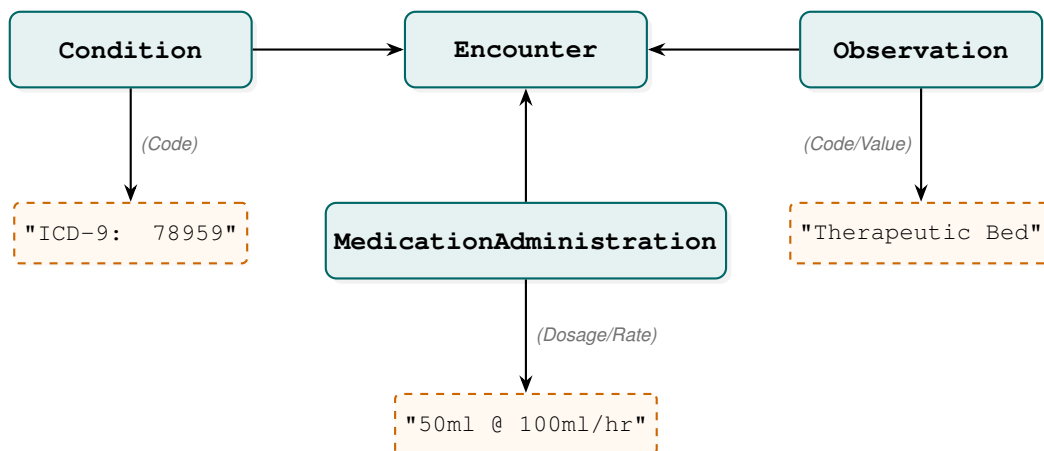 Condition
Encounter
Observation
(Code)
(Code/Value)
"ICD-9:  78959"
MedicationAdministration
"Therapeutic Bed"
(Dosage/Rate)
"50ml @ 100ml/hr"